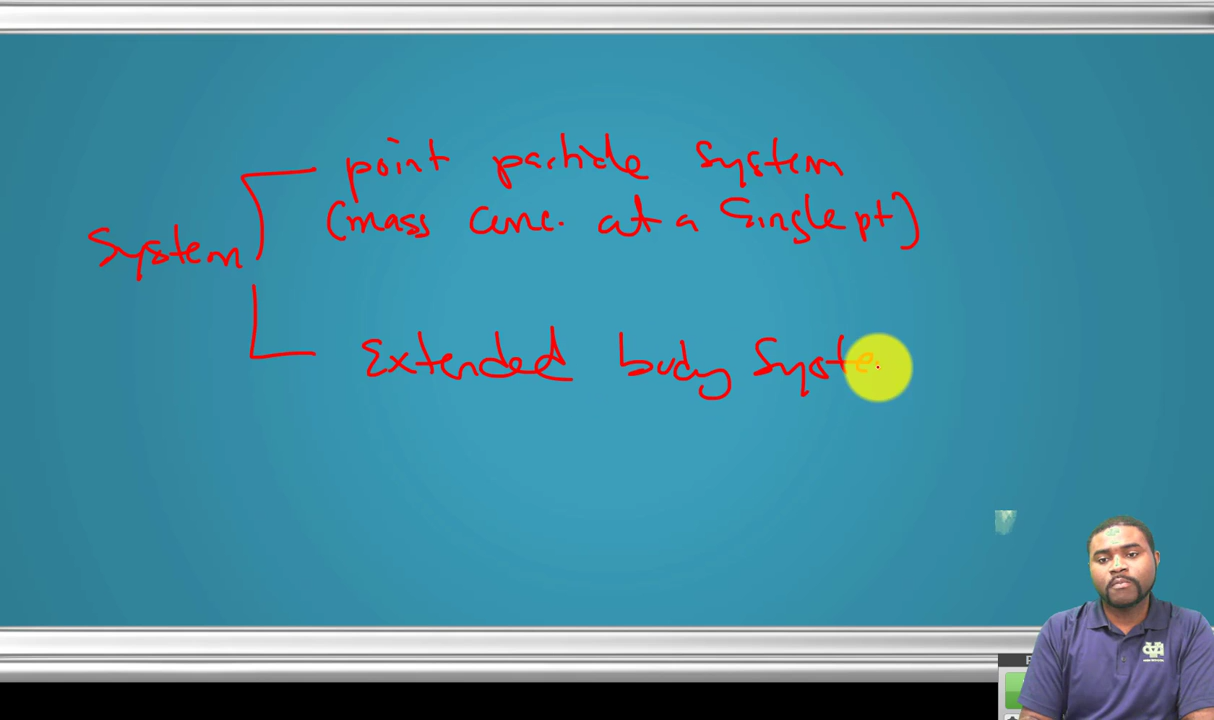 point particle system
(mass conc. at a single pt)
System
Extended body Syste